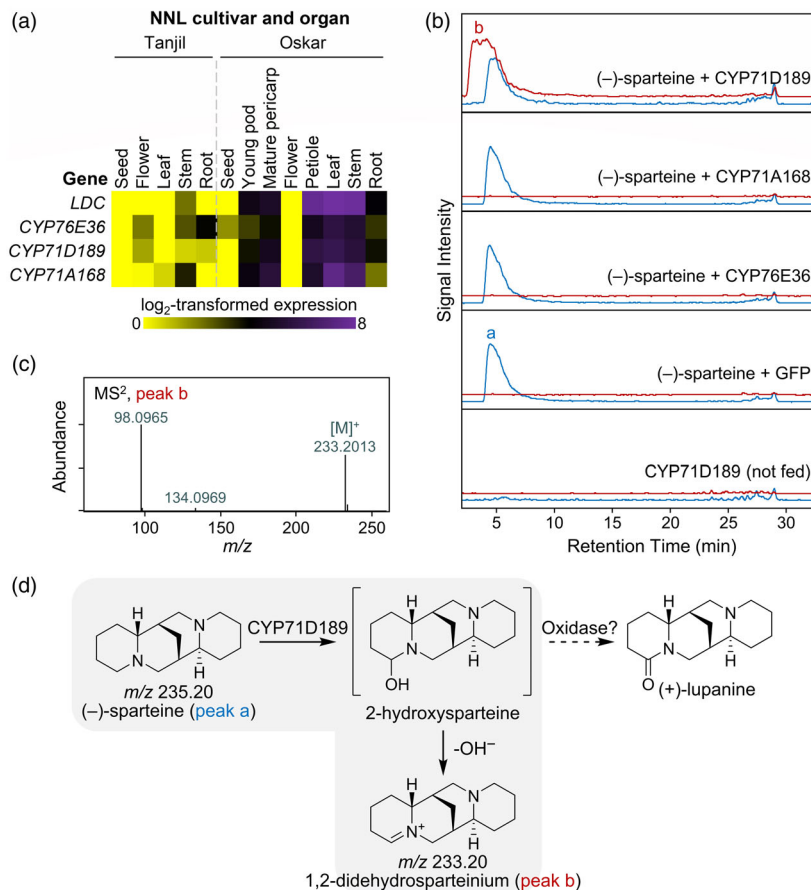 (a)
NNL cultivar and organ
Tanjil
Oskar
Gene
Seed
Flower
Leaf
Stem
Root
Seed
Young pod
Mature pericarp
Flower
Petiole
Leaf
Stem
Root
LDC
CYP76E36
CYP71D189
CYP71A168
log₂-transformed expression
0
8
(b)
b
(–)-sparteine + CYP71D189
(–)-sparteine + CYP71A168
(–)-sparteine + CYP76E36
a
(–)-sparteine + GFP
CYP71D189 (not fed)
Signal Intensity
5 10 15 20 25 30
Retention Time (min)
(c)
MS², peak b
98.0965
134.0969
[M]⁺
233.2013
Abundance
100 150 200 250
m/z
(d)
H
N
N
H
m/z 235.20
(–)-sparteine (peak a)
CYP71D189
H
N
N
H
OH
2-hydroxysparteine
Oxidase?
H
N
N
H
O
(+)-lupanine
-OH⁻
H
N
N⁺
H
m/z 233.20
1,2-didehydrosparteinium (peak b)